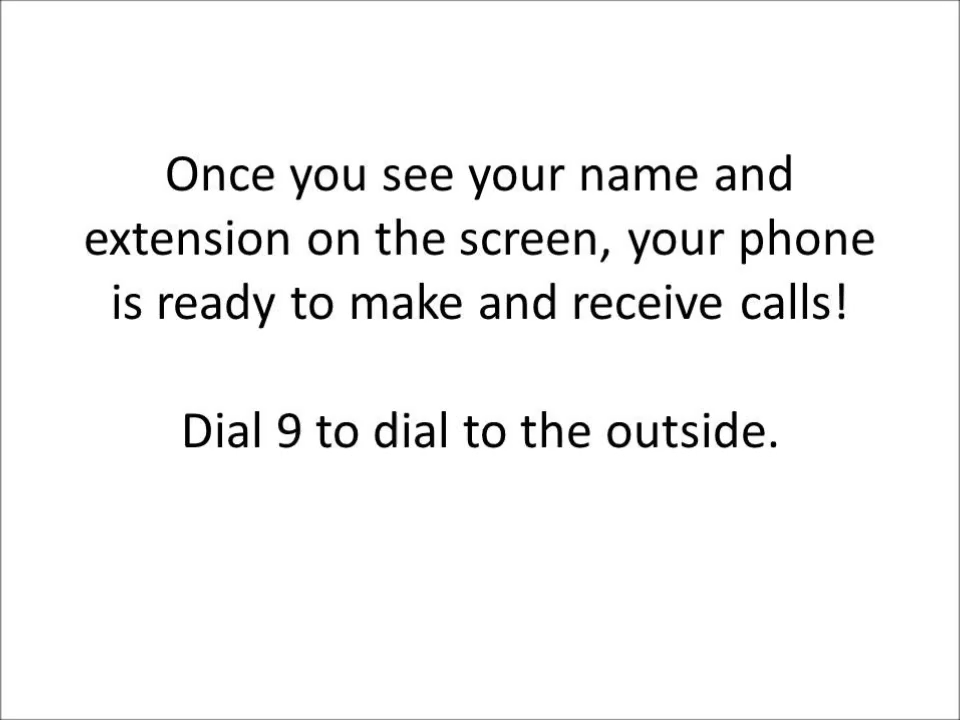 Once you see your name and
extension on the screen, your phone
is ready to make and receive calls!
Dial 9 to dial to the outside.